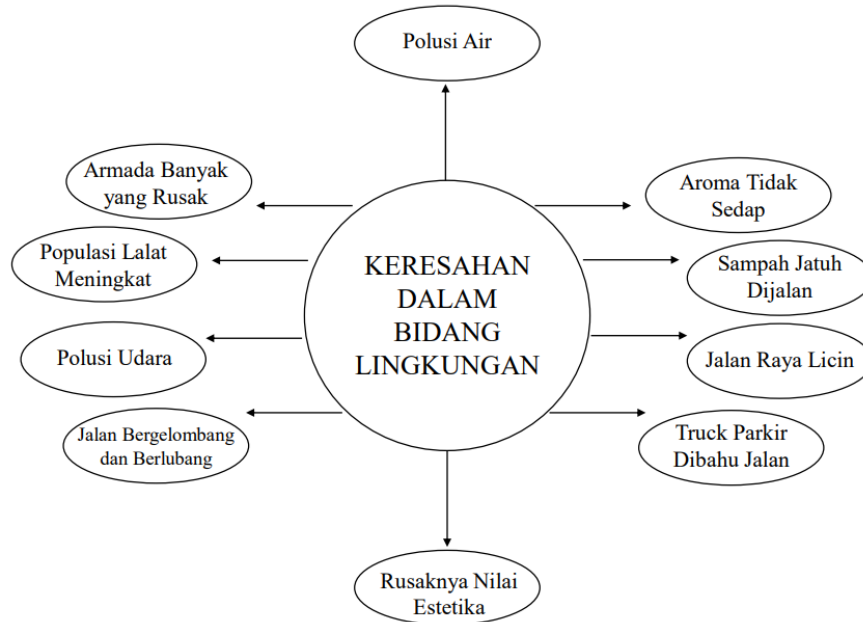 Polusi Air
Armada Banyak
yang Rusak
Aroma Tidak
Sedap
Populasi Lalat
Meningkat
Sampah Jatuh
Dijalan
KERESAHAN
DALAM
BIDANG
LINGKUNGAN
Polusi Udara
Jalan Raya Licin
Jalan Bergelombang
dan Berlubang
Truck Parkir
Dibahu Jalan
Rusaknya Nilai
Estetika